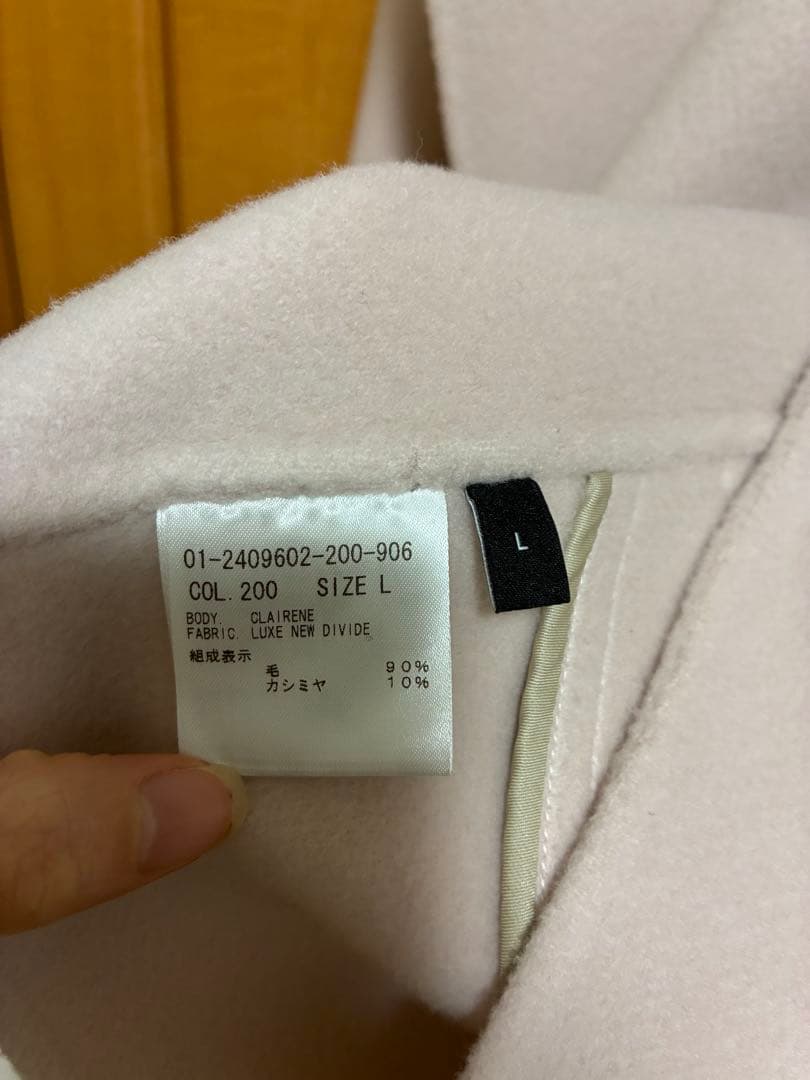 01-2409602-200-906
COL. 200 SIZE L
BODY. CLAIRENE
FABRIC. LUXE NEW DIVIDE
組成表示
毛 90%
カシミヤ 10%
L